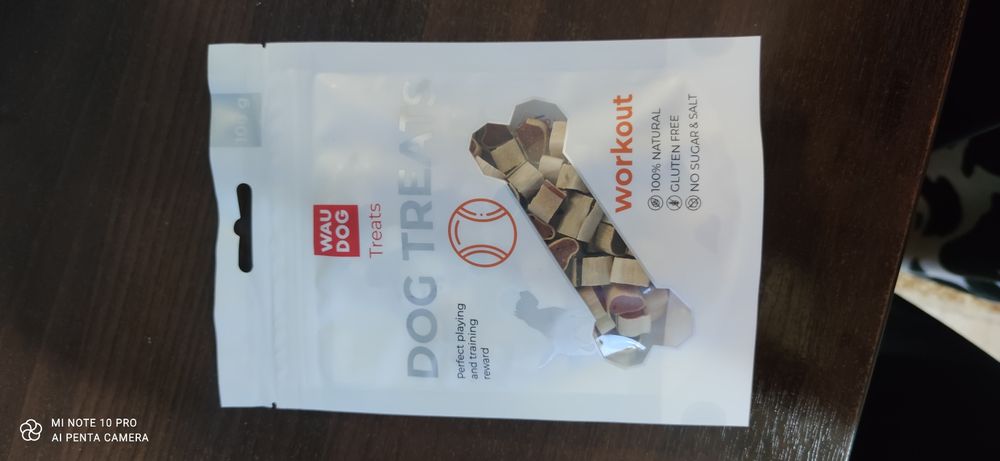 100 g
WAU
DOG
Treats
DOG TREATS
Perfect playing
and training
reward
workout
100% NATURAL
GLUTEN FREE
NO SUGAR & SALT
MI NOTE 10 PRO
AI PENTA CAMERA